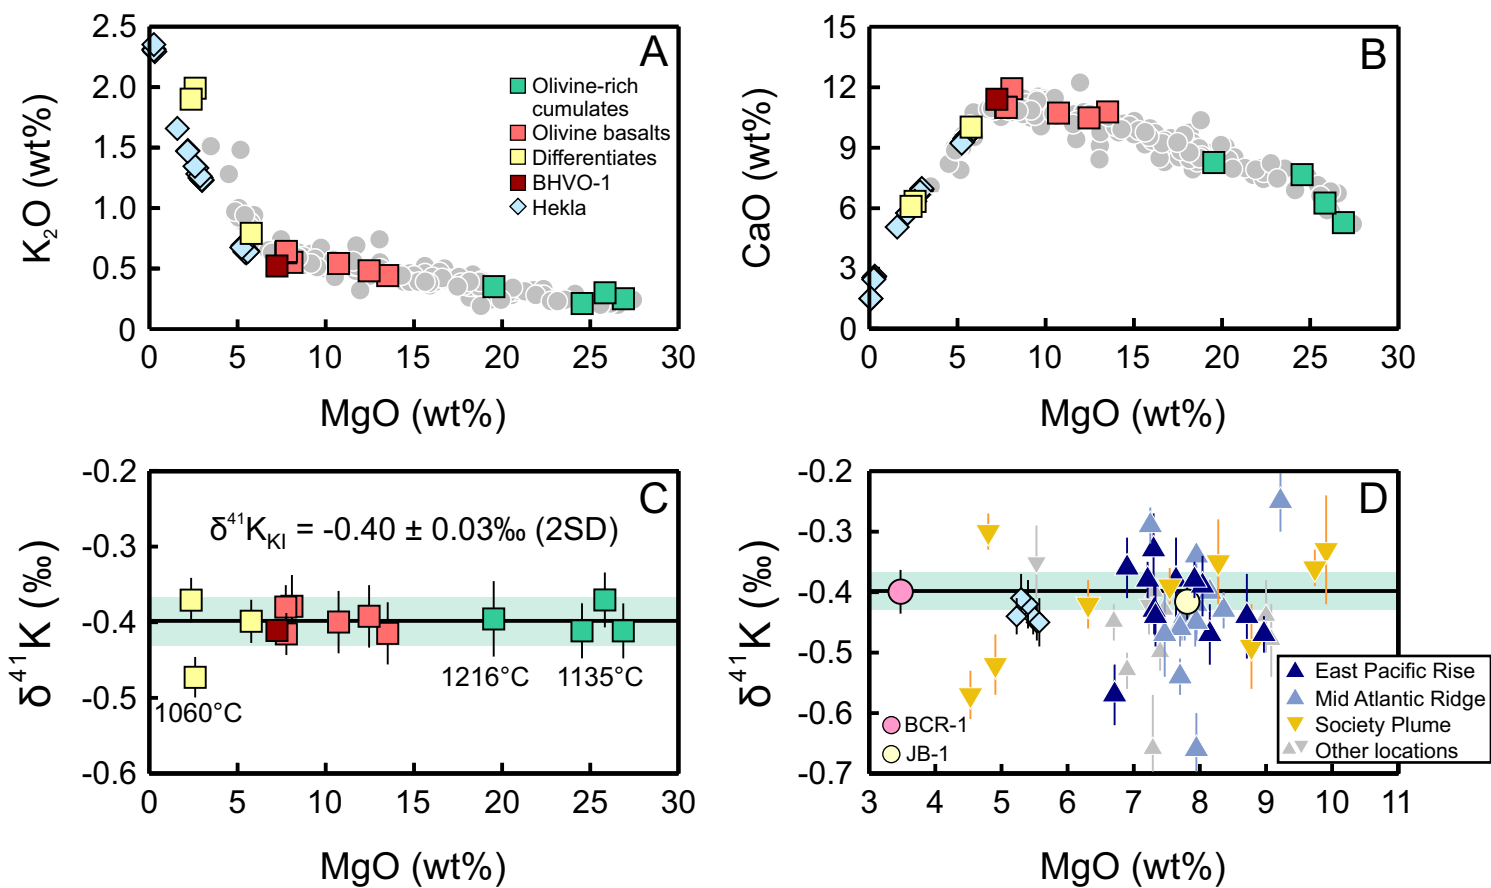 A
K₂O (wt%)
2.5
2.0
1.5
1.0
0.5
0
0 5 10 15 20 25 30
MgO (wt%)
Olivine-rich
cumulates
Olivine basalts
Differentiates
BHVO-1
Hekla
B
CaO (wt%)
15
12
9
6
3
0
0 5 10 15 20 25 30
MgO (wt%)
C
δ⁴¹K (‰)
-0.2
-0.3
-0.4
-0.5
-0.6
δ⁴¹K_KI = -0.40 ± 0.03‰ (2SD)
1216°C
1135°C
1060°C
0 5 10 15 20 25 30
MgO (wt%)
D
δ⁴¹K (‰)
-0.2
-0.3
-0.4
-0.5
-0.6
-0.7
East Pacific Rise
Mid Atlantic Ridge
Society Plume
Other locations
BCR-1
JB-1
3 4 5 6 7 8 9 10 11
MgO (wt%)